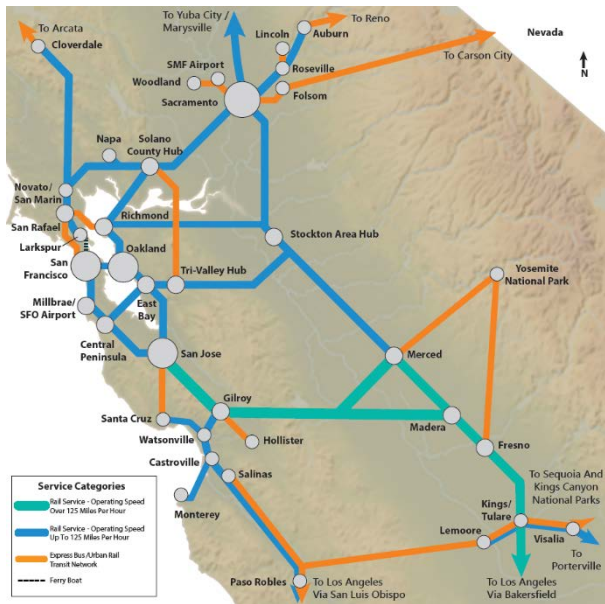 To Arcata
Cloverdale
To Yuba City /
Marysville
Lincoln
Auburn
To Reno
Nevada
To Carson City
N
SMF Airport
Woodland
Roseville
Folsom
Sacramento
Napa
Solano
County Hub
Novato/
San Marin
San Rafael
Larkspur
Richmond
Oakland
San
Francisco
Stockton Area Hub
Tri-Valley Hub
East
Bay
Millbrae/
SFO Airport
Central
Peninsula
Yosemite
National Park
San Jose
Merced
Gilroy
Madera
Santa Cruz
Watsonville
Hollister
Fresno
Castroville
Salinas
Monterey
To Sequoia And
Kings Canyon
National Parks
Kings/
Tulare
Lemoore
Visalia
To
Porterville
Paso Robles
To Los Angeles
Via San Luis Obispo
To Los Angeles
Via Bakersfield
Service Categories
Rail Service - Operating Speed
Over 125 Miles Per Hour
Rail Service - Operating Speed
Up To 125 Miles Per Hour
Express Bus /Urban Rail
Transit Network
Ferry Boat